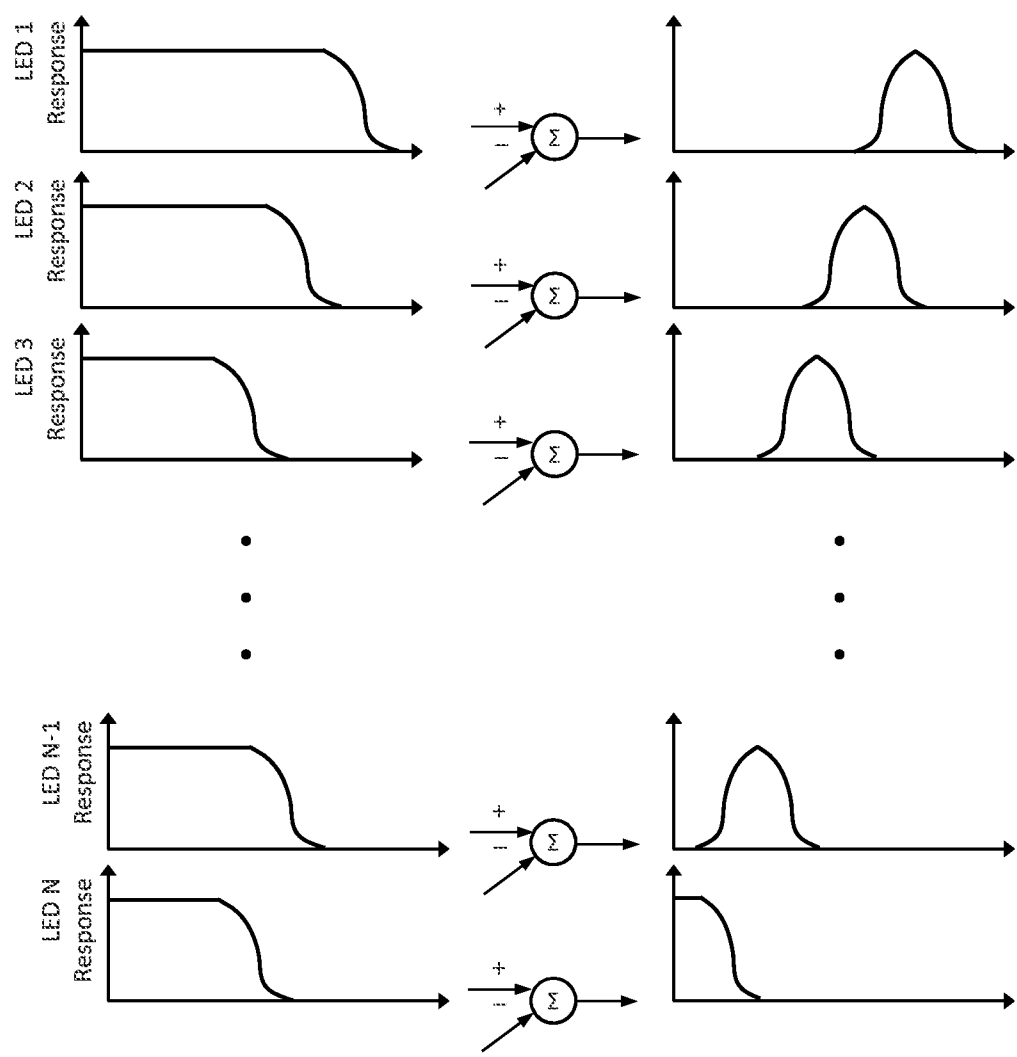 LED 1
Response
+
−
Σ
LED 2
Response
+
−
Σ
LED 3
Response
+
−
Σ
LED N-1
Response
+
−
Σ
LED N
Response
+
−
Σ